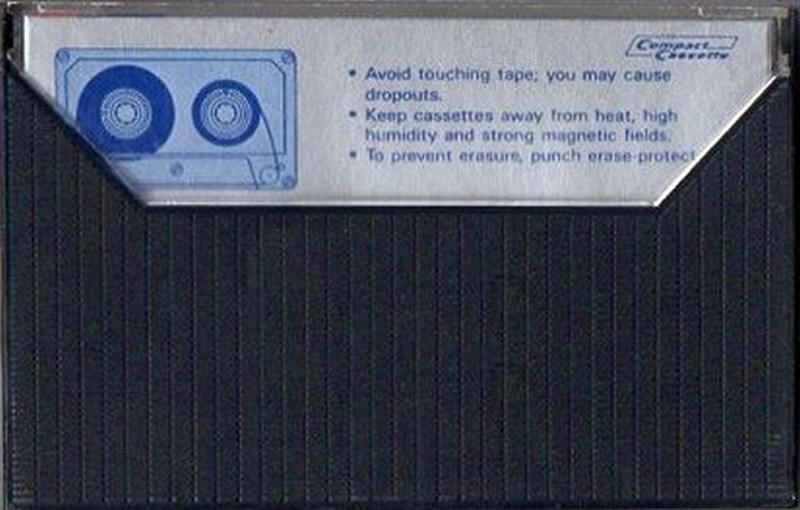 Compact
Cassette
• Avoid touching tape; you may cause
dropouts.
• Keep cassettes away from heat, high
humidity and strong magnetic fields.
• To prevent erasure, punch erase-protect